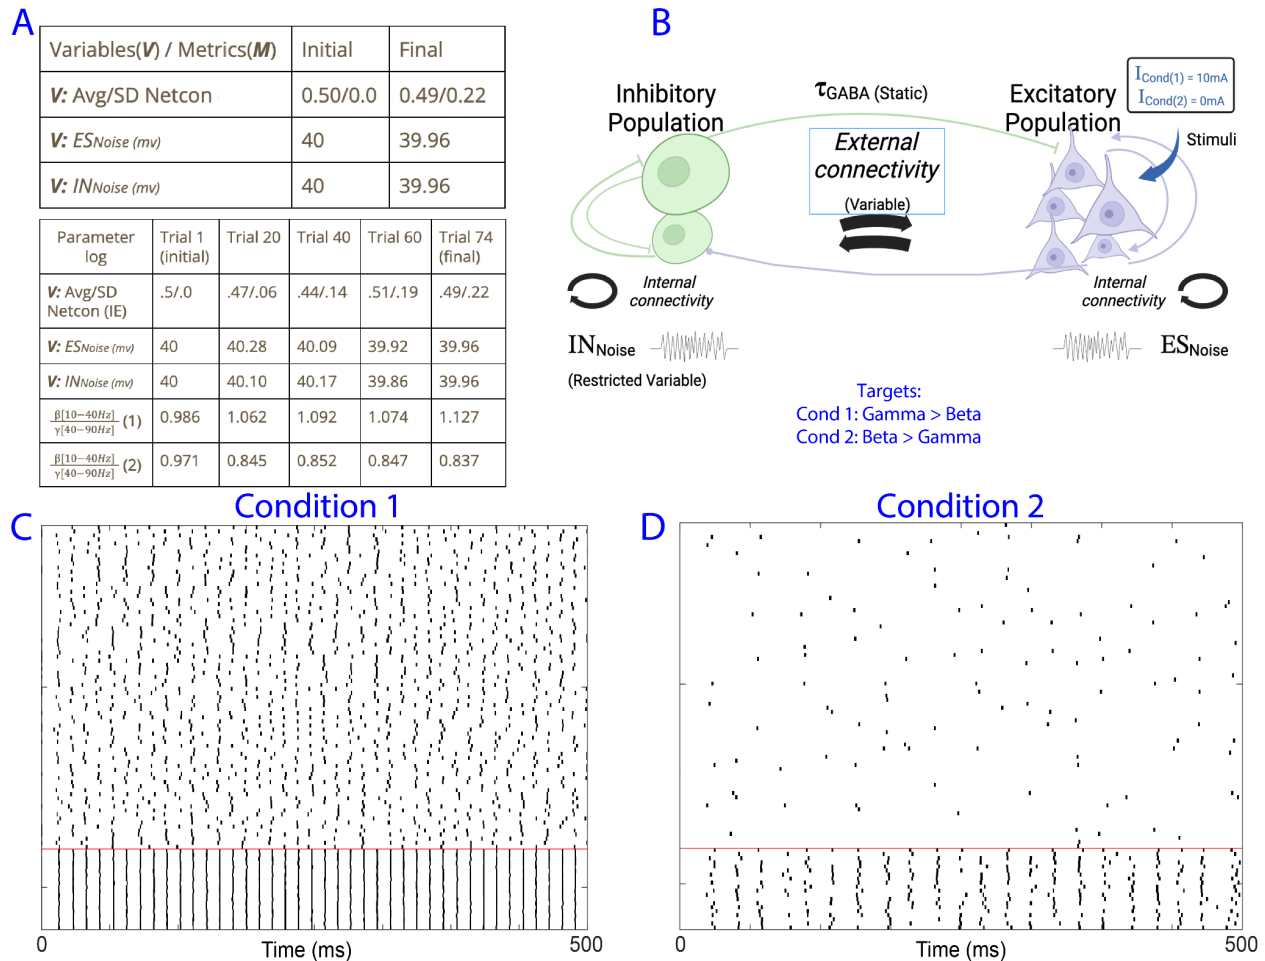 A
Variables(V) / Metrics(M) Initial Final
V: Avg/SD Netcon 0.50/0.0 0.49/0.22
V: ESNoise (mv) 40 39.96
V: INNoise (mv) 40 39.96
Parameter log Trial 1 (initial) Trial 20 Trial 40 Trial 60 Trial 74 (final)
V: Avg/SD Netcon (IE) .5/.0 .47/.06 .44/.14 .51/.19 .49/.22
V: ESNoise (mv) 40 40.28 40.09 39.92 39.96
V: INNoise (mv) 40 40.10 40.17 39.86 39.96
β[10−40Hz]/γ[40−90Hz] (1) 0.986 1.062 1.092 1.074 1.127
β[10−40Hz]/γ[40−90Hz] (2) 0.971 0.845 0.852 0.847 0.837
B
Inhibitory
Population
τGABA (Static)
Excitatory
Population
ICond(1) = 10mA
ICond(2) = 0mA
Stimuli
External
connectivity
(Variable)
Internal
connectivity
Internal
connectivity
INNoise
(Restricted Variable)
ESNoise
Targets:
Cond 1: Gamma > Beta
Cond 2: Beta > Gamma
C
Condition 1
0 Time (ms) 500
D
Condition 2
0 Time (ms) 500